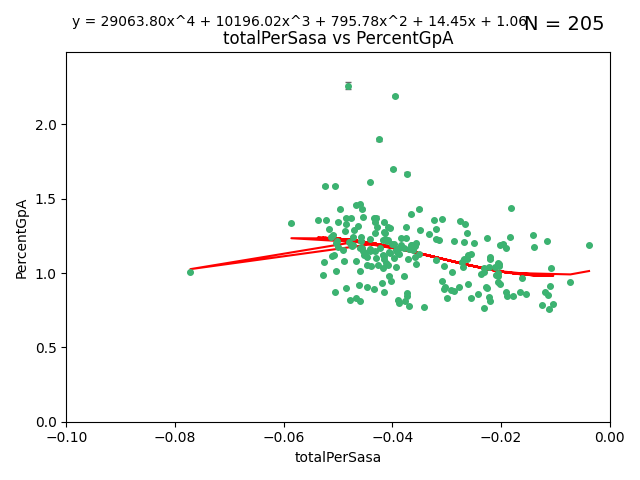 y = 29063.80x^4 + 10196.02x^3 + 795.78x^2 + 14.45x + 1.06
N = 205
totalPerSasa vs PercentGpA
PercentGpA
2.0
1.5
1.0
0.5
0.0
−0.10 −0.08 −0.06 −0.04 −0.02 0.00
totalPerSasa